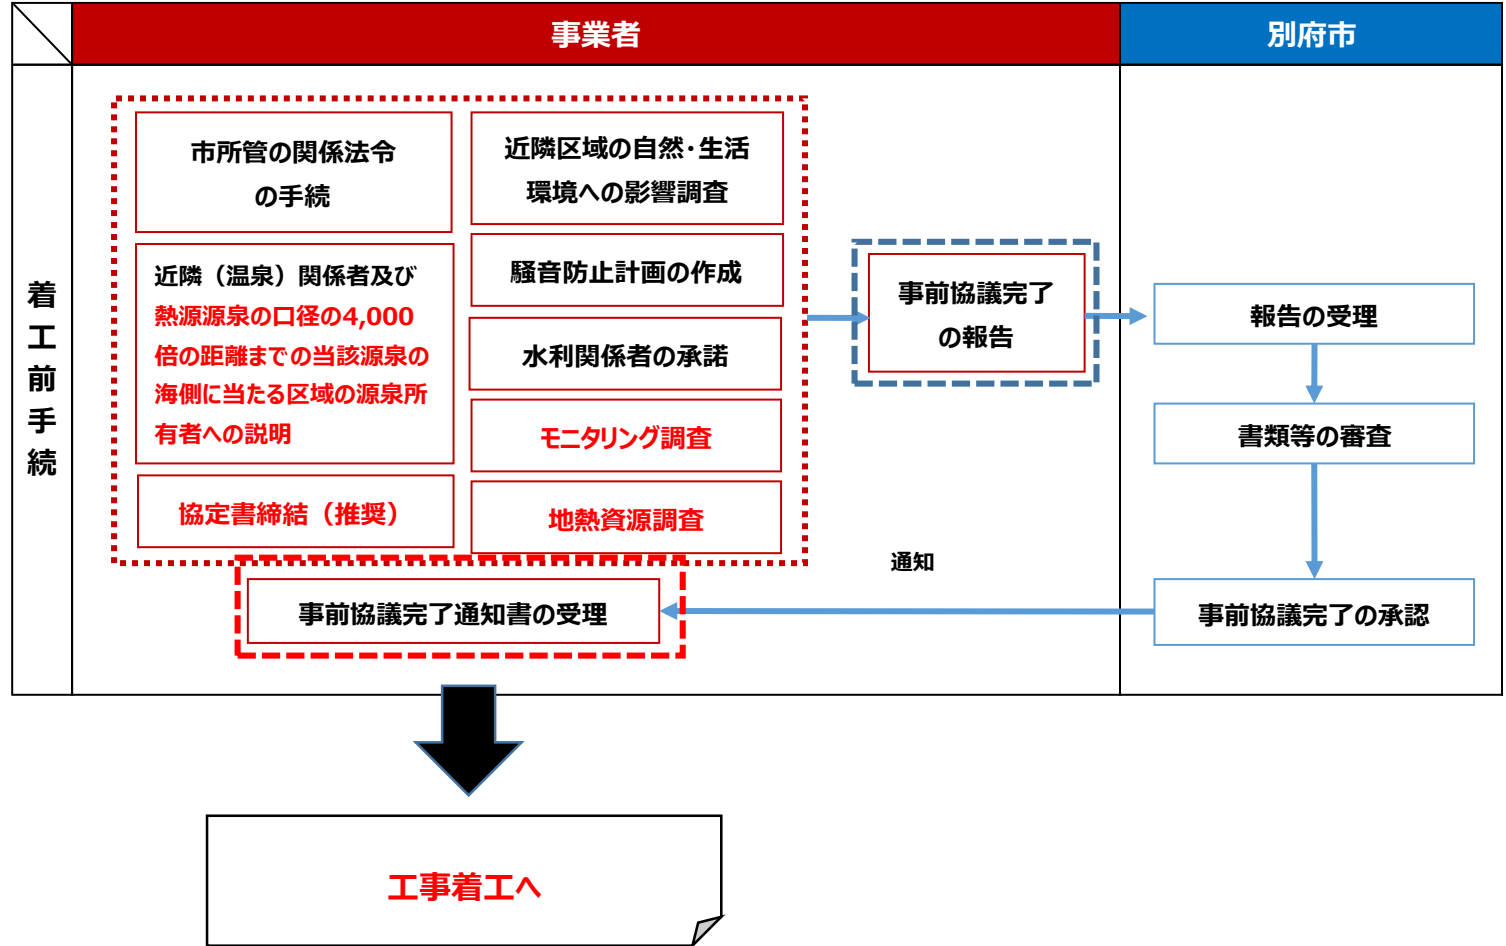 事業者
別府市
着工前手続
市所管の関係法令
の手続
近隣（温泉）関係者及び
熱源源泉の口径の4,000
倍の距離までの当該源泉の
海側に当たる区域の源泉所
有者への説明
協定書締結（推奨）
近隣区域の自然・生活
環境への影響調査
騒音防止計画の作成
水利関係者の承諾
モニタリング調査
地熱資源調査
事前協議完了
の報告
報告の受理
書類等の審査
事前協議完了の承認
通知
事前協議完了通知書の受理
工事着工へ